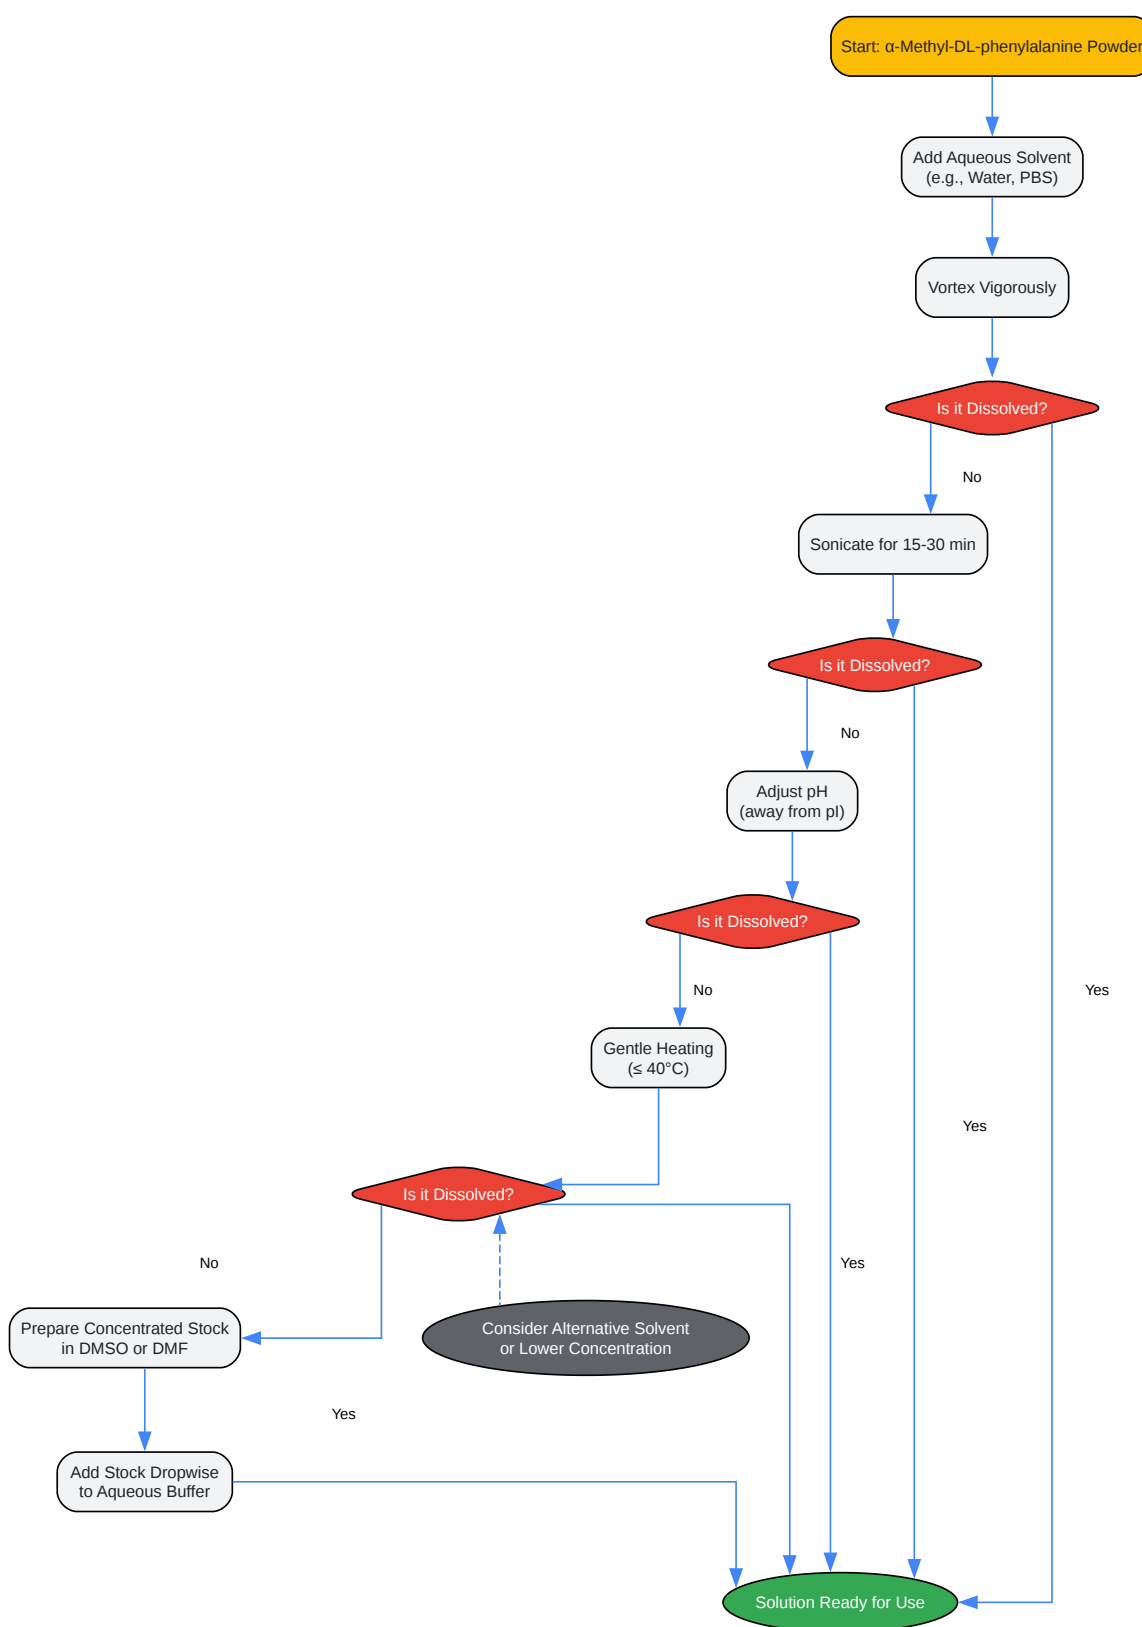 Start: α-Methyl-DL-phenylalanine Powder
Add Aqueous Solvent
(e.g., Water, PBS)
Vortex Vigorously
Is it Dissolved?
No
Sonicate for 15-30 min
Is it Dissolved?
No
Adjust pH
(away from pI)
Is it Dissolved?
No
Yes
Gentle Heating
(≤ 40°C)
Yes
Is it Dissolved?
No
Yes
Prepare Concentrated Stock
in DMSO or DMF
Consider Alternative Solvent
or Lower Concentration
Yes
Add Stock Dropwise
to Aqueous Buffer
Solution Ready for Use